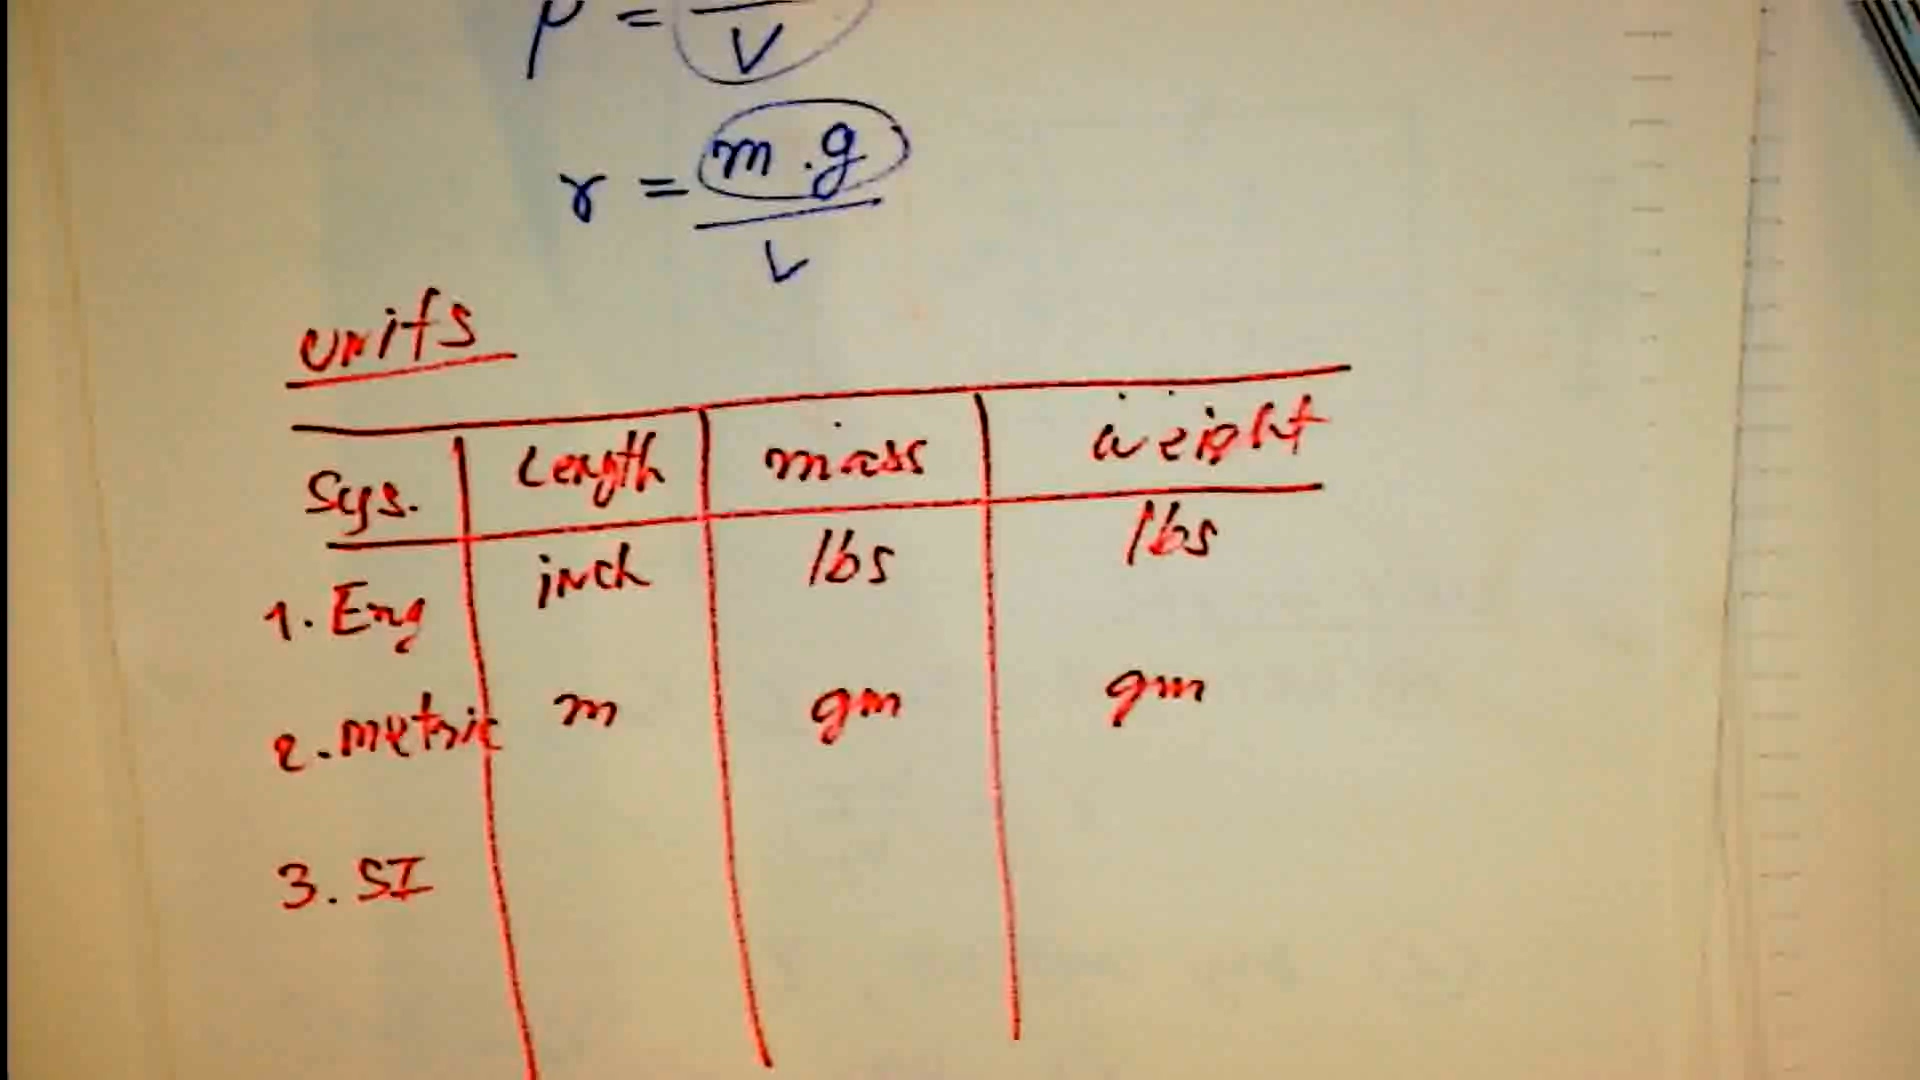 ρ = / V
γ = m.g / V
units
Sys. Length mass weight
1. Eng inch lbs lbs
2. metric m gm gm
3. SI